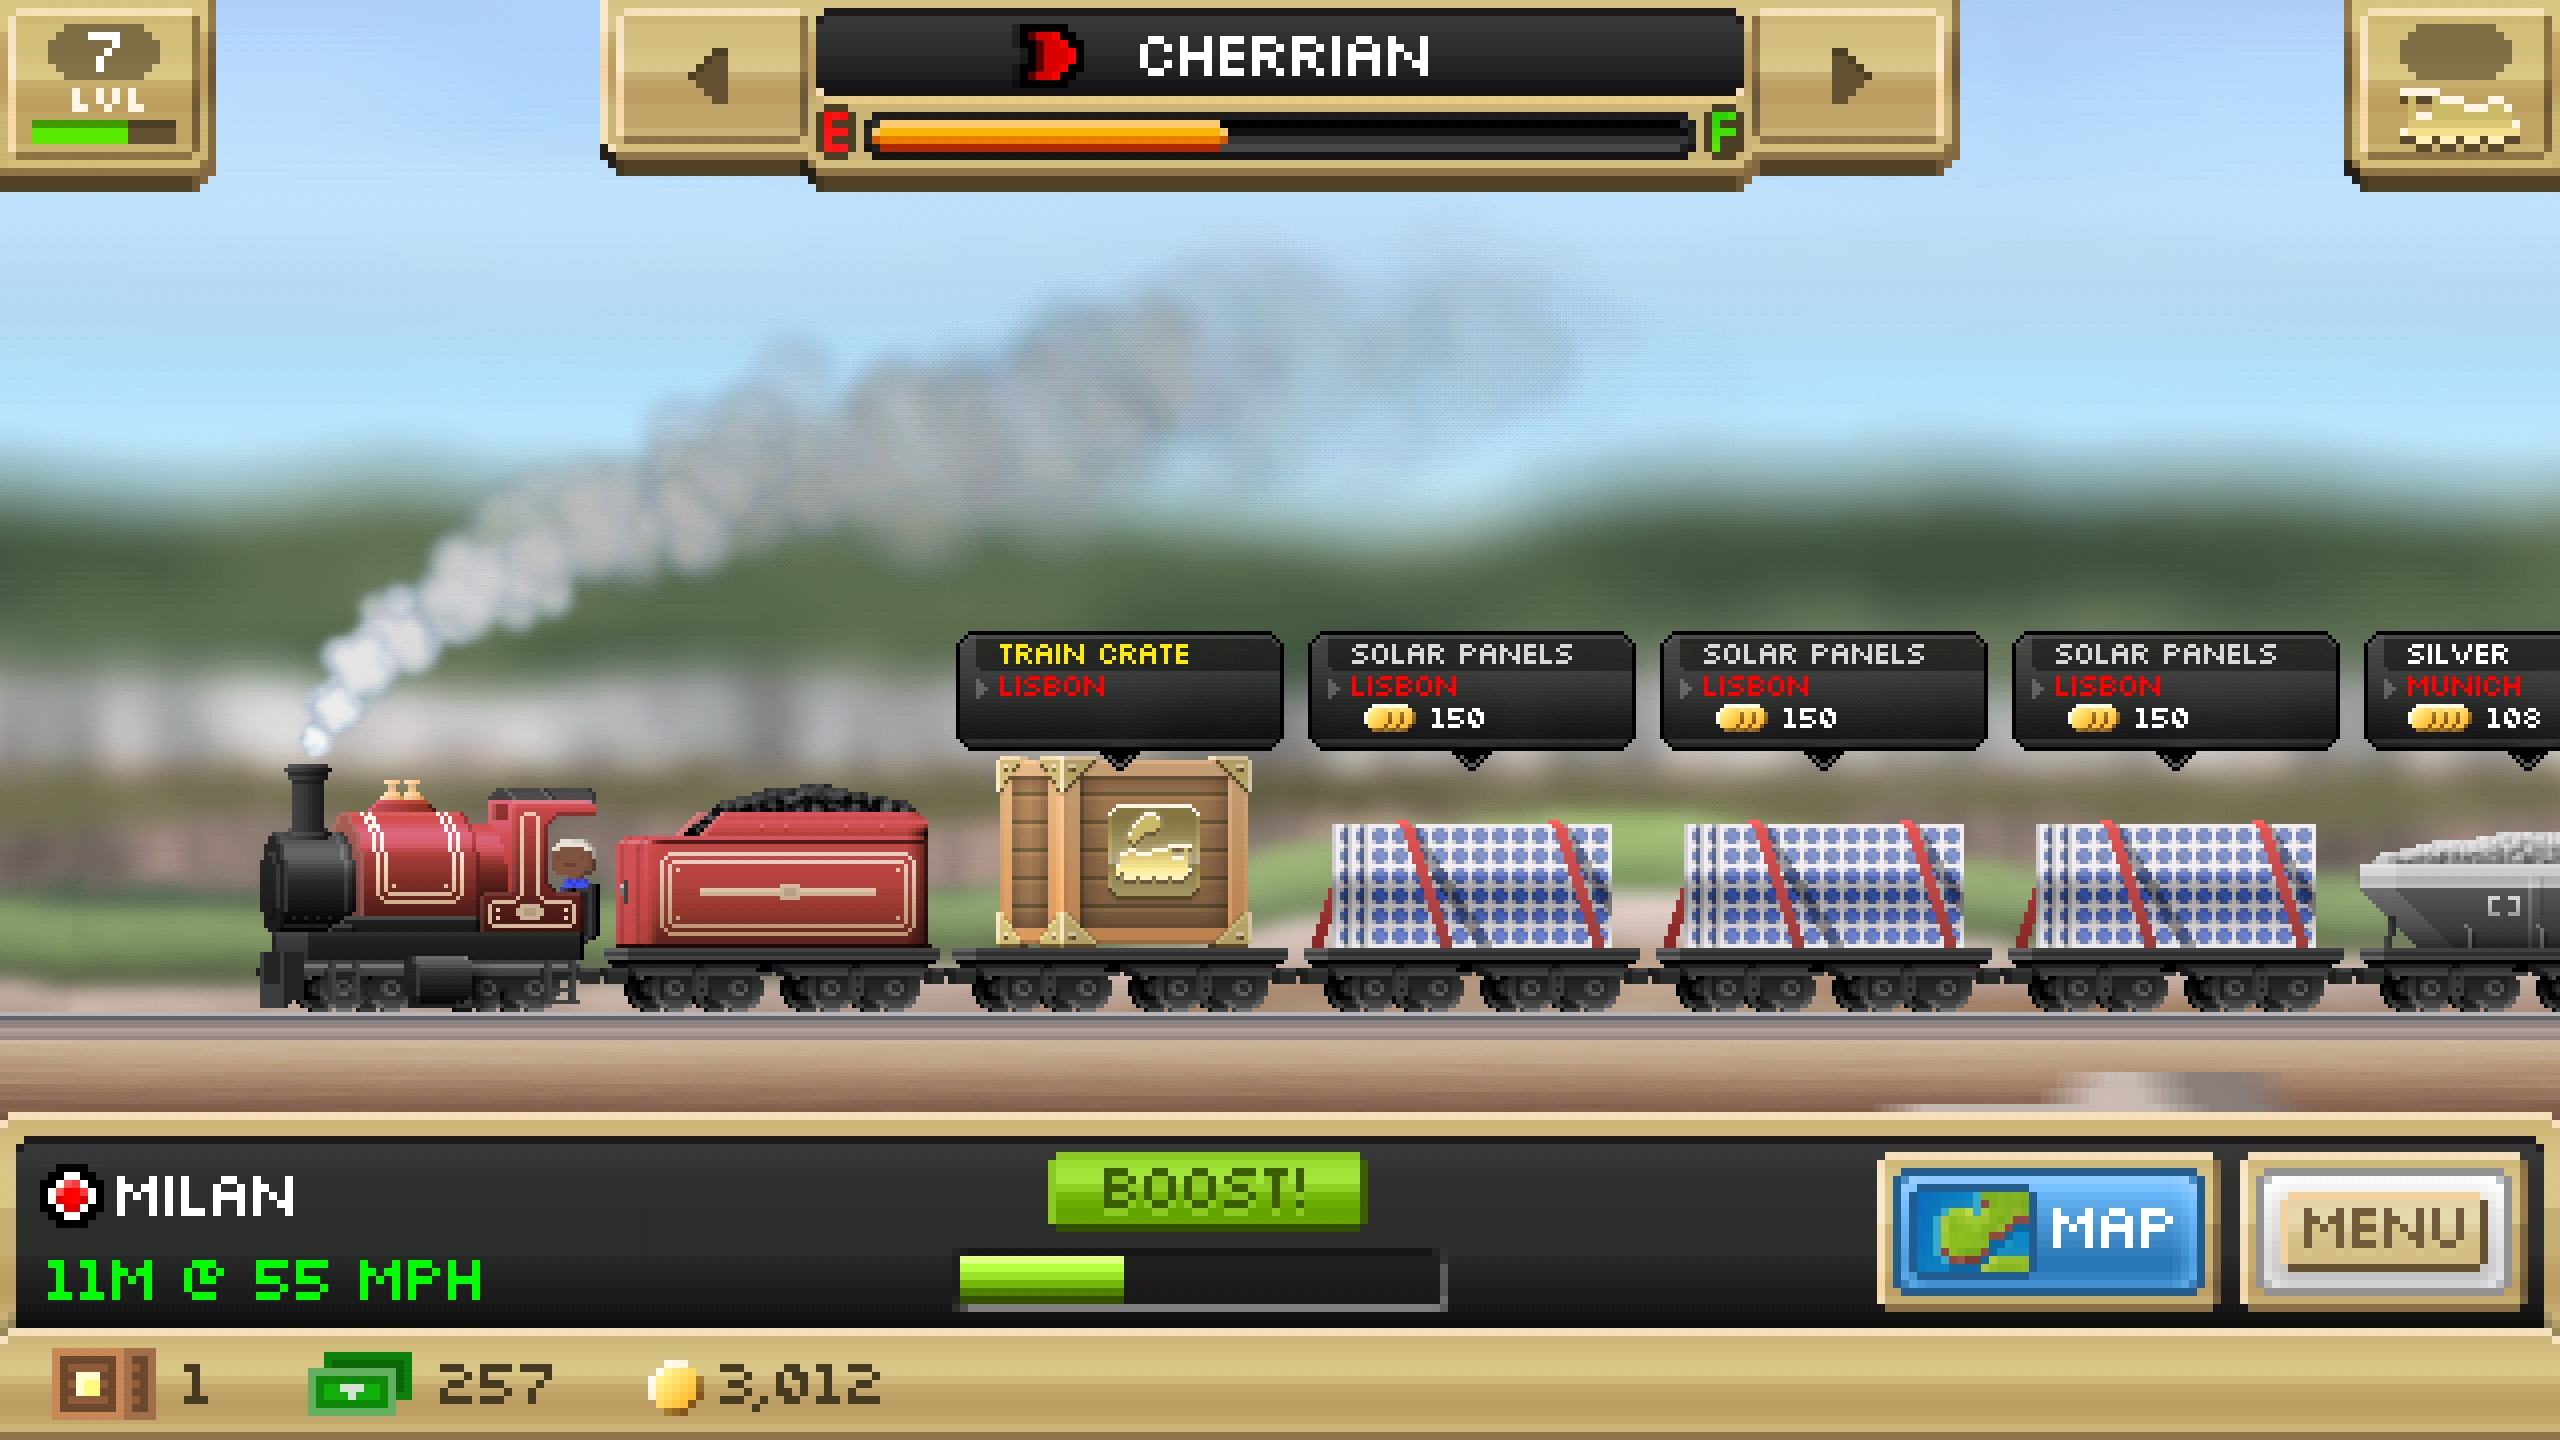 7
LVL
CHERRIAN
E
F
TRAIN CRATE
LISBON
SOLAR PANELS
LISBON
150
SOLAR PANELS
LISBON
150
SOLAR PANELS
LISBON
150
SILVER
MUNICH
108
MILAN
11M @ 55 MPH
BOOST!
MAP
MENU
1
257
3,012